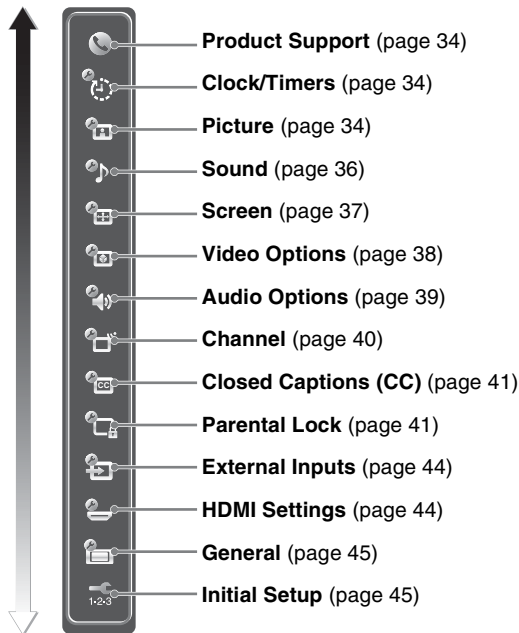 Product Support (page 34)
Clock/Timers (page 34)
Picture (page 34)
Sound (page 36)
Screen (page 37)
Video Options (page 38)
Audio Options (page 39)
Channel (page 40)
CC
Closed Captions (CC) (page 41)
Parental Lock (page 41)
External Inputs (page 44)
HDMI Settings (page 44)
General (page 45)
1·2·3
Initial Setup (page 45)